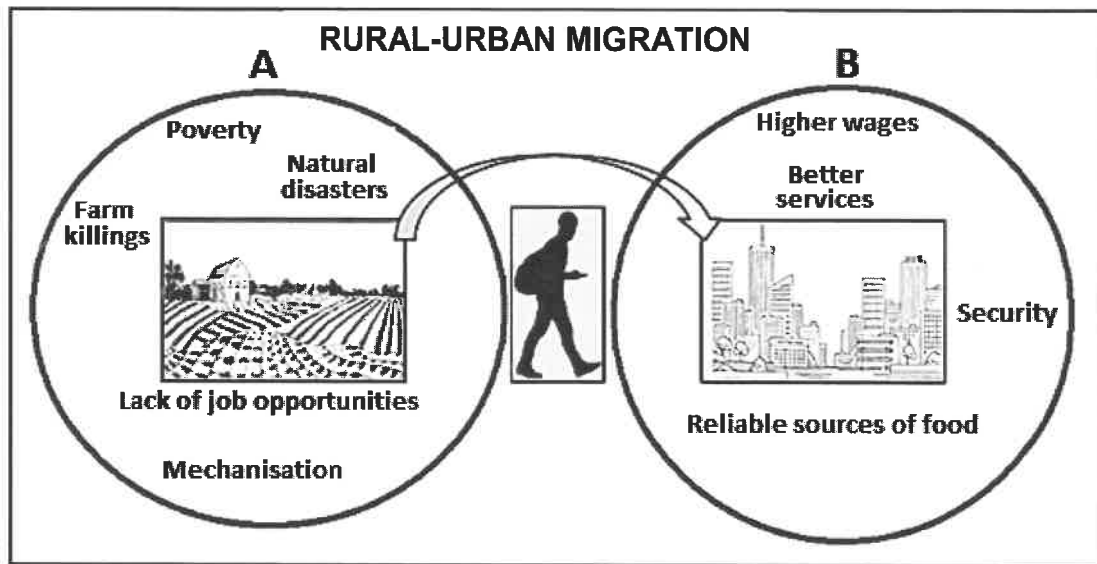 RURAL-URBAN MIGRATION
A
Poverty
Natural
disasters
Farm
killings
Lack of job opportunities
Mechanisation
B
Higher wages
Better
services
Security
Reliable sources of food